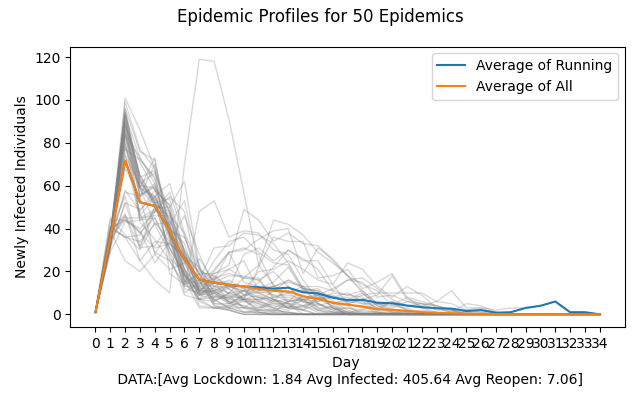 Epidemic Profiles for 50 Epidemics
120
100
80
60
40
20
0
Newly Infected Individuals
Average of Running
Average of All
0 1 2 3 4 5 6 7 8 9 10 11 12 13 14 15 16 17 18 19 20 21 22 23 24 25 26 27 28 29 30 31 32 33 34
Day
DATA:[Avg Lockdown: 1.84 Avg Infected: 405.64 Avg Reopen: 7.06]